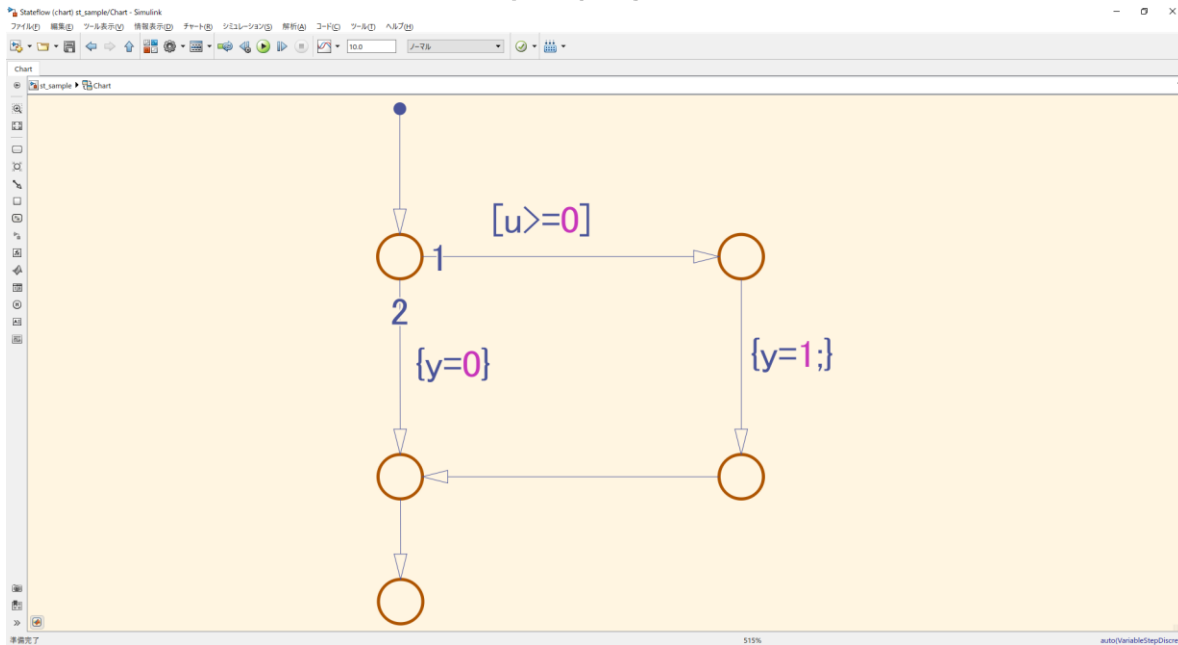 Stateflow (chart) st_sample/Chart - Simulink
ファイル(F) 編集(E) ツール表示(V) 情報表示(D) チャート(R) シミュレーション(S) 解析(A) コード(C) ツール(T) ヘルプ(H)
10.0 ノーマル
Chart
st_sample Chart
[u>=0]
1
2
{y=0}
{y=1;}
準備完了 515% auto(VariableStepDiscre